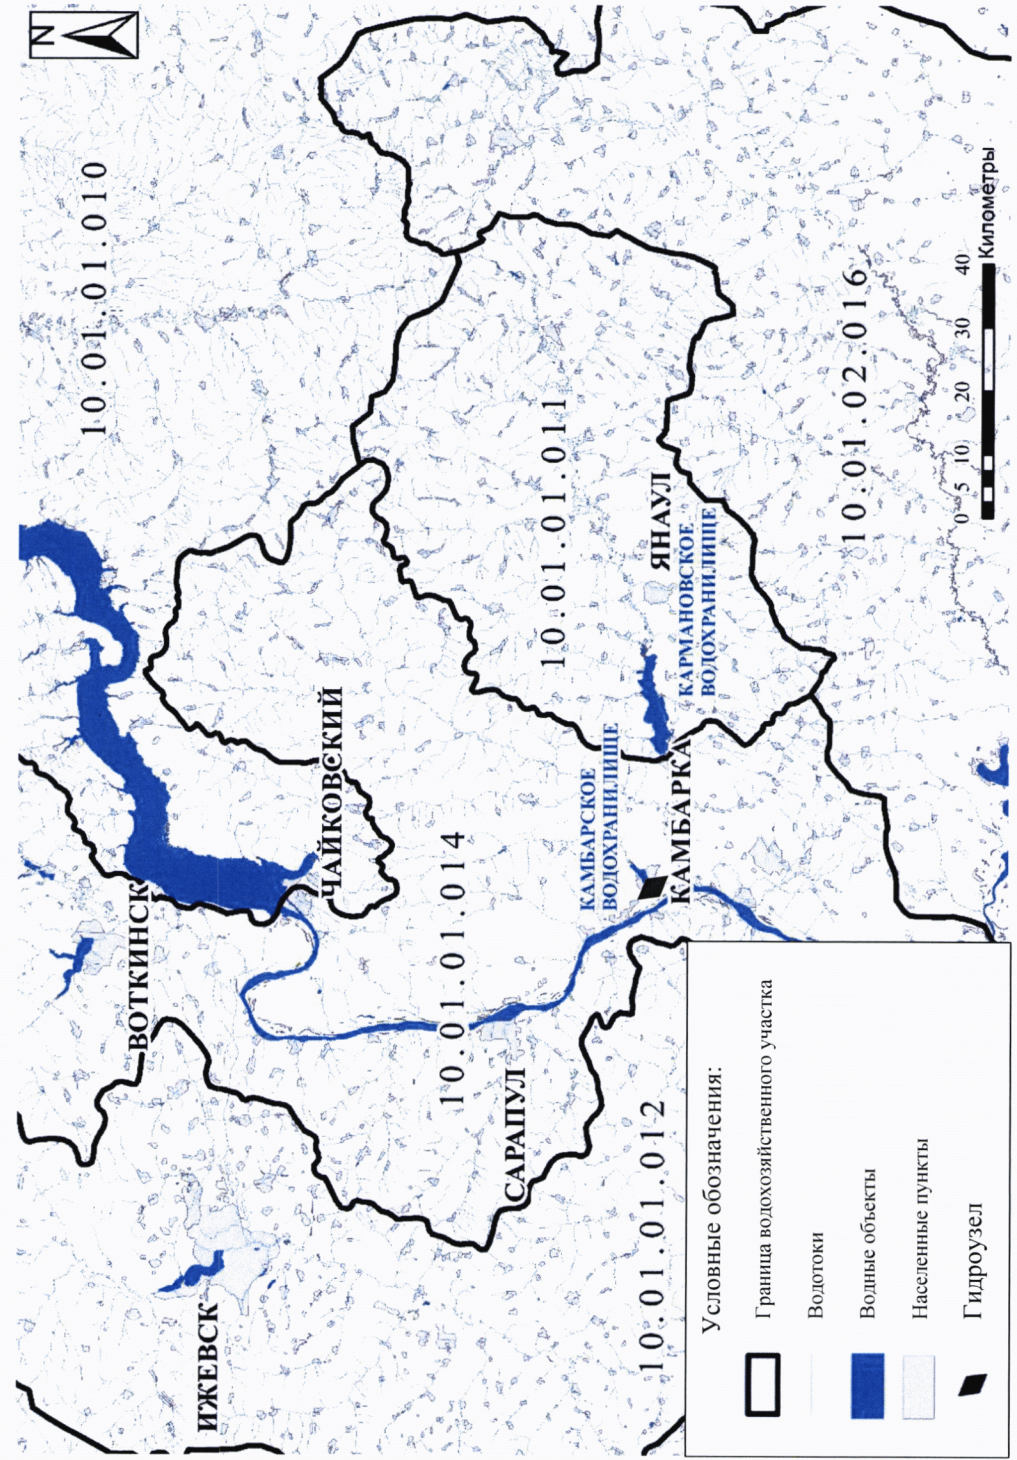 N
10.01.01.010
ВОТКИНСК
ИЖЕВСК
ЧАЙКОВСКИЙ
10.01.01.014
САРАПУЛ
10.01.01.011
КАМБАРСКОЕ
ВОДОХРАНИЛИЩЕ
КАМБАРКА
ЯНАУЛ
КАРМАНОВСКОЕ
ВОДОХРАНИЛИЩЕ
10.01.01.012
10.01.02.016
0 5 10 20 30 40
Километры
Условные обозначения:
Граница водохозяйственного участка
Водотоки
Водные объекты
Населенные пункты
Гидроузел